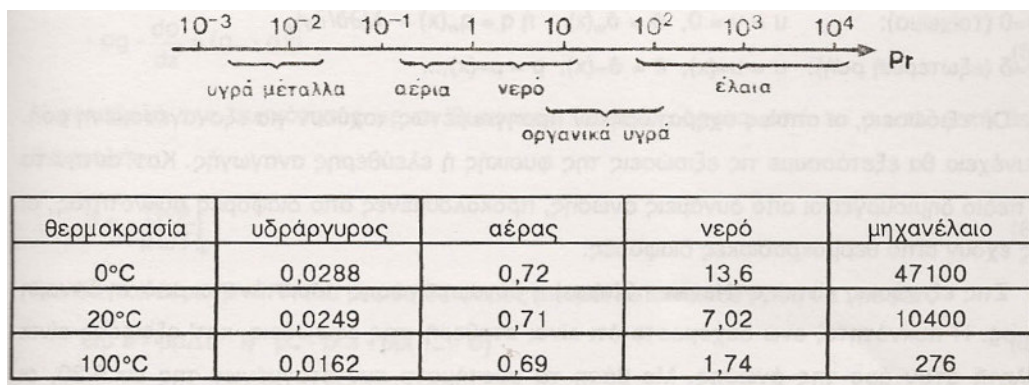 10⁻³ 10⁻² 10⁻¹ 1 10 10² 10³ 10⁴
Pr
υγρά μέταλλα αέρια νερό έλαια
οργανικά υγρά
θερμοκρασία υδράργυρος αέρας νερό μηχανέλαιο
0°C 0,0288 0,72 13,6 47100
20°C 0,0249 0,71 7,02 10400
100°C 0,0162 0,69 1,74 276